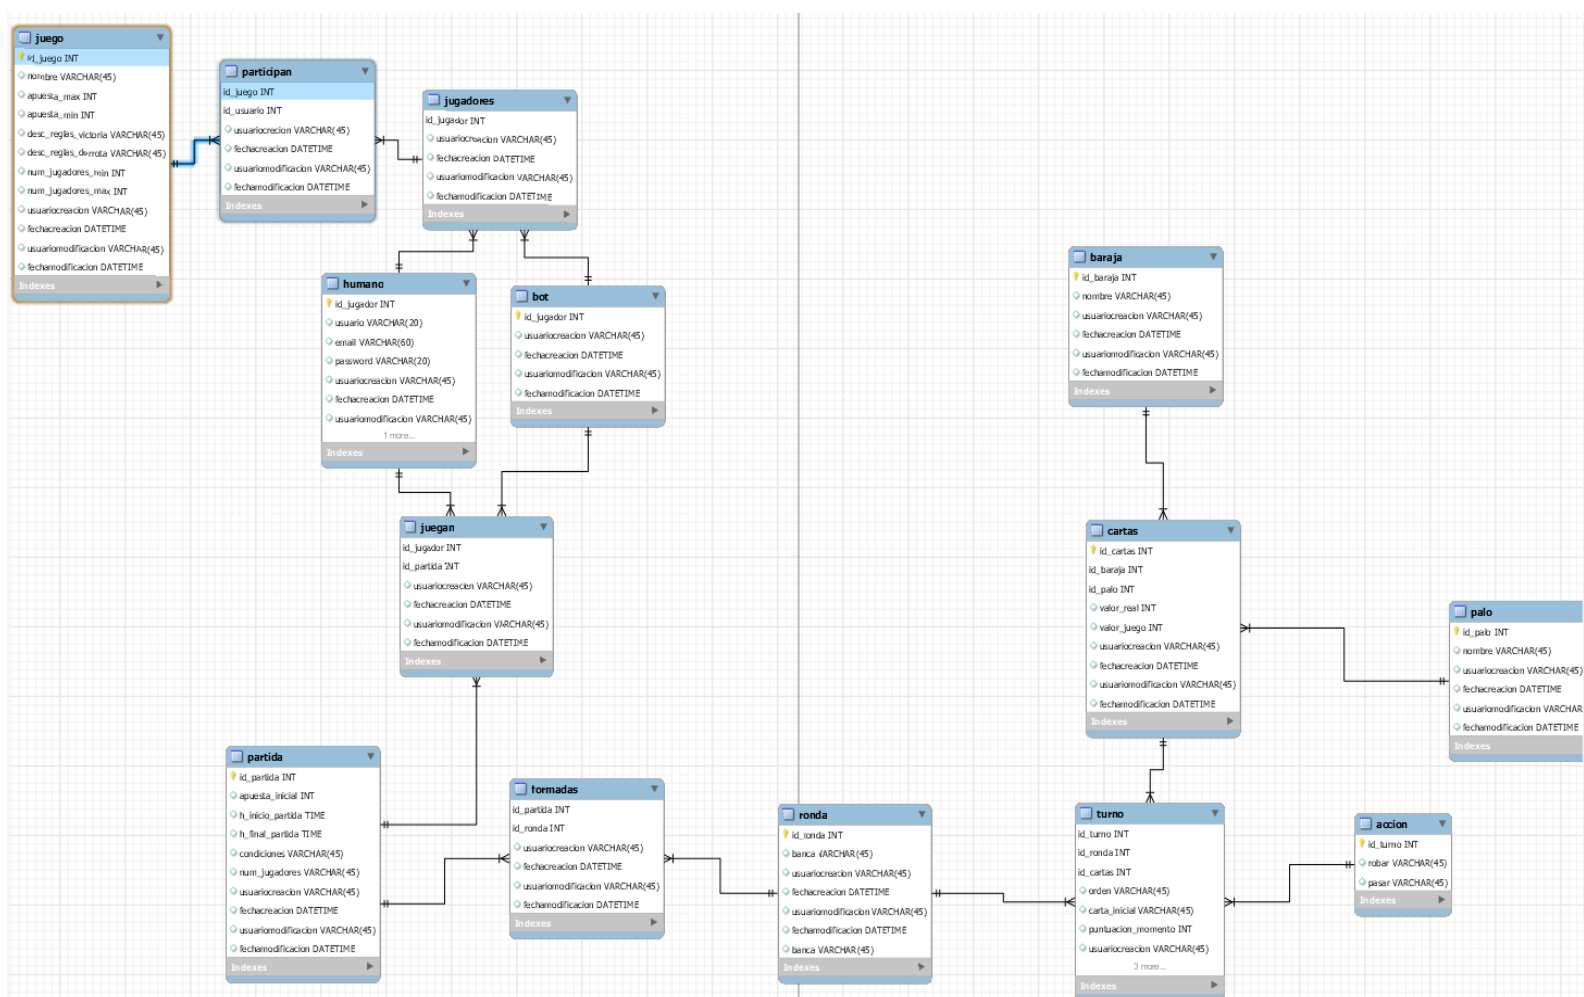 juego
id_juego INT
nombre VARCHAR(45)
apuesta_max INT
apuesta_min INT
desc_reglas_victoria VARCHAR(45)
desc_reglas_derrota VARCHAR(45)
num_jugadores_min INT
num_jugadores_max INT
usuariocreacion VARCHAR(45)
fechacreacion DATETIME
usuariomodificacion VARCHAR(45)
fechamodificacion DATETIME
Indexes
participan
id_juego INT
id_usuario INT
usuariocrecion VARCHAR(45)
fechacreacion DATETIME
usuariomodificacion VARCHAR(45)
fechamodificacion DATETIME
Indexes
jugadores
id_jugador INT
usuariocreacion VARCHAR(45)
fechacreacion DATETIME
usuariomodificacion VARCHAR(45)
fechamodificacion DATETIME
Indexes
humano
id_jugador INT
usuario VARCHAR(20)
email VARCHAR(60)
password VARCHAR(20)
usuariocreacion VARCHAR(45)
fechacreacion DATETIME
usuariomodificacion VARCHAR(45)
1 more...
Indexes
bot
id_jugador INT
usuariocreacion VARCHAR(45)
fechacreacion DATETIME
usuariomodificacion VARCHAR(45)
fechamodificacion DATETIME
Indexes
baraja
id_baraja INT
nombre VARCHAR(45)
usuariocreacion VARCHAR(45)
fechacreacion DATETIME
usuariomodificacion VARCHAR(45)
fechamodificacion DATETIME
Indexes
juegan
id_jugador INT
id_partida INT
usuariocreacion VARCHAR(45)
fechacreacion DATETIME
usuariomodificacion VARCHAR(45)
fechamodificacion DATETIME
Indexes
cartas
id_cartas INT
id_baraja INT
id_palo INT
valor_real INT
valor_juego INT
usuariocreacion VARCHAR(45)
fechacreacion DATETIME
usuariomodificacion VARCHAR(45)
fechamodificacion DATETIME
Indexes
palo
id_palo INT
nombre VARCHAR(45)
usuariocreacion VARCHAR(45)
fechacreacion DATETIME
usuariomodificacion VARCHAR
fechamodificacion DATETIME
Indexes
partida
id_partida INT
apuesta_inicial INT
h_inicio_partida TIME
h_final_partida TIME
condiciones VARCHAR(45)
num_jugadores VARCHAR(45)
usuariocreacion VARCHAR(45)
fechacreacion DATETIME
usuariomodificacion VARCHAR(45)
fechamodificacion DATETIME
Indexes
formadas
id_partida INT
id_ronda INT
usuariocreacion VARCHAR(45)
fechacreacion DATETIME
usuariomodificacion VARCHAR(45)
fechamodificacion DATETIME
Indexes
ronda
id_ronda INT
banca VARCHAR(45)
usuariocreacion VARCHAR(45)
fechacreacion DATETIME
usuariomodificacion VARCHAR(45)
fechamodificacion DATETIME
banca VARCHAR(45)
Indexes
turno
id_turno INT
id_ronda INT
id_cartas INT
orden VARCHAR(45)
carta_inicial VARCHAR(45)
puntuacion_momento INT
usuariocreacion VARCHAR(45)
3 more...
Indexes
accion
id_turno INT
robar VARCHAR(45)
pasar VARCHAR(45)
Indexes